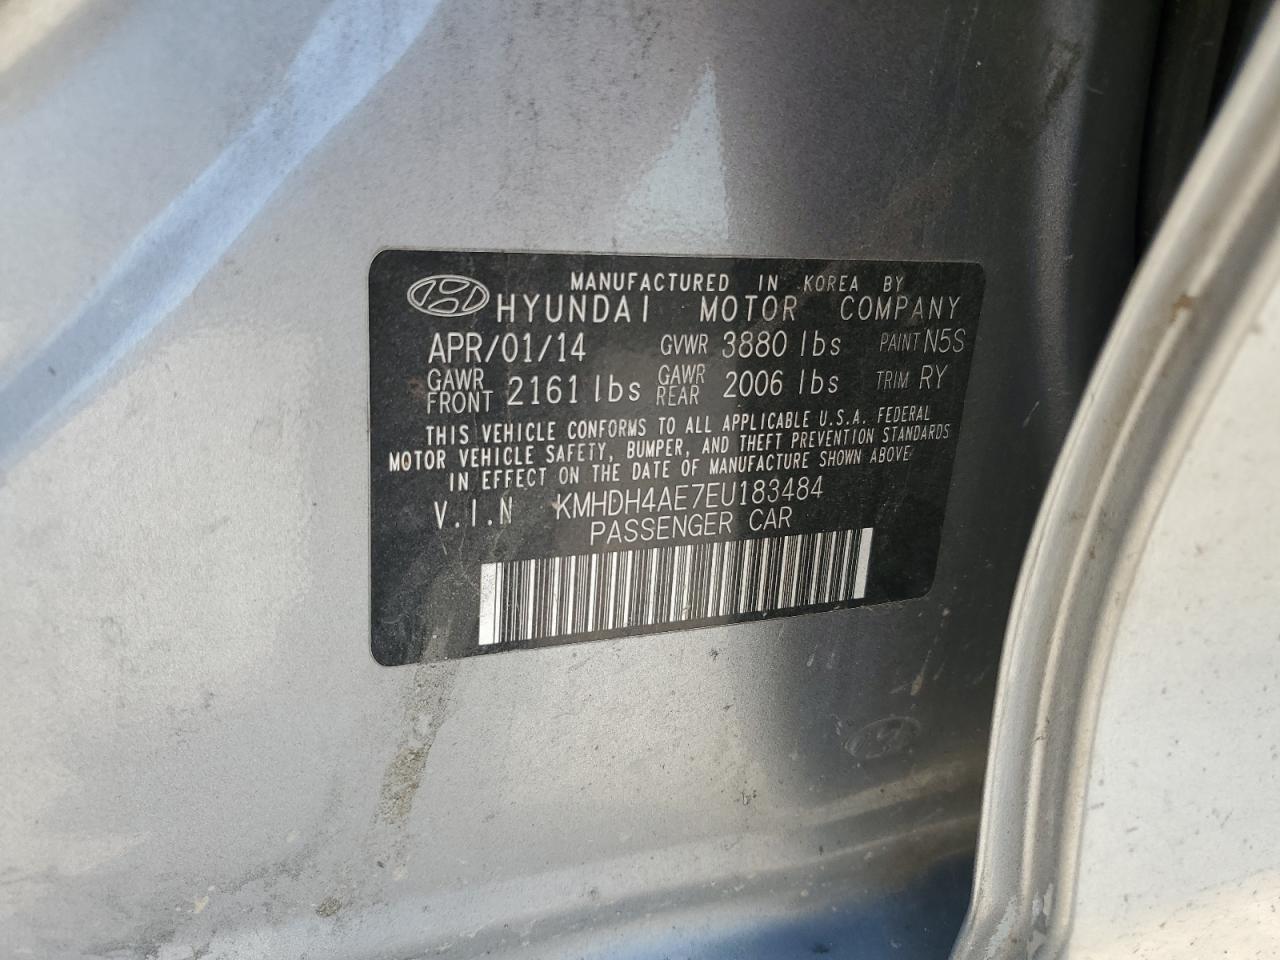 MANUFACTURED IN KOREA BY
HYUNDAI MOTOR COMPANY
APR/01/14 GVWR 3880 lbs PAINT N5S
GAWR FRONT 2161 lbs GAWR REAR 2006 lbs TRIM RY
THIS VEHICLE CONFORMS TO ALL APPLICABLE U.S.A. FEDERAL
MOTOR VEHICLE SAFETY, BUMPER, AND THEFT PREVENTION STANDARDS
IN EFFECT ON THE DATE OF MANUFACTURE SHOWN ABOVE
V.I.N KMHDH4AE7EU183484
PASSENGER CAR